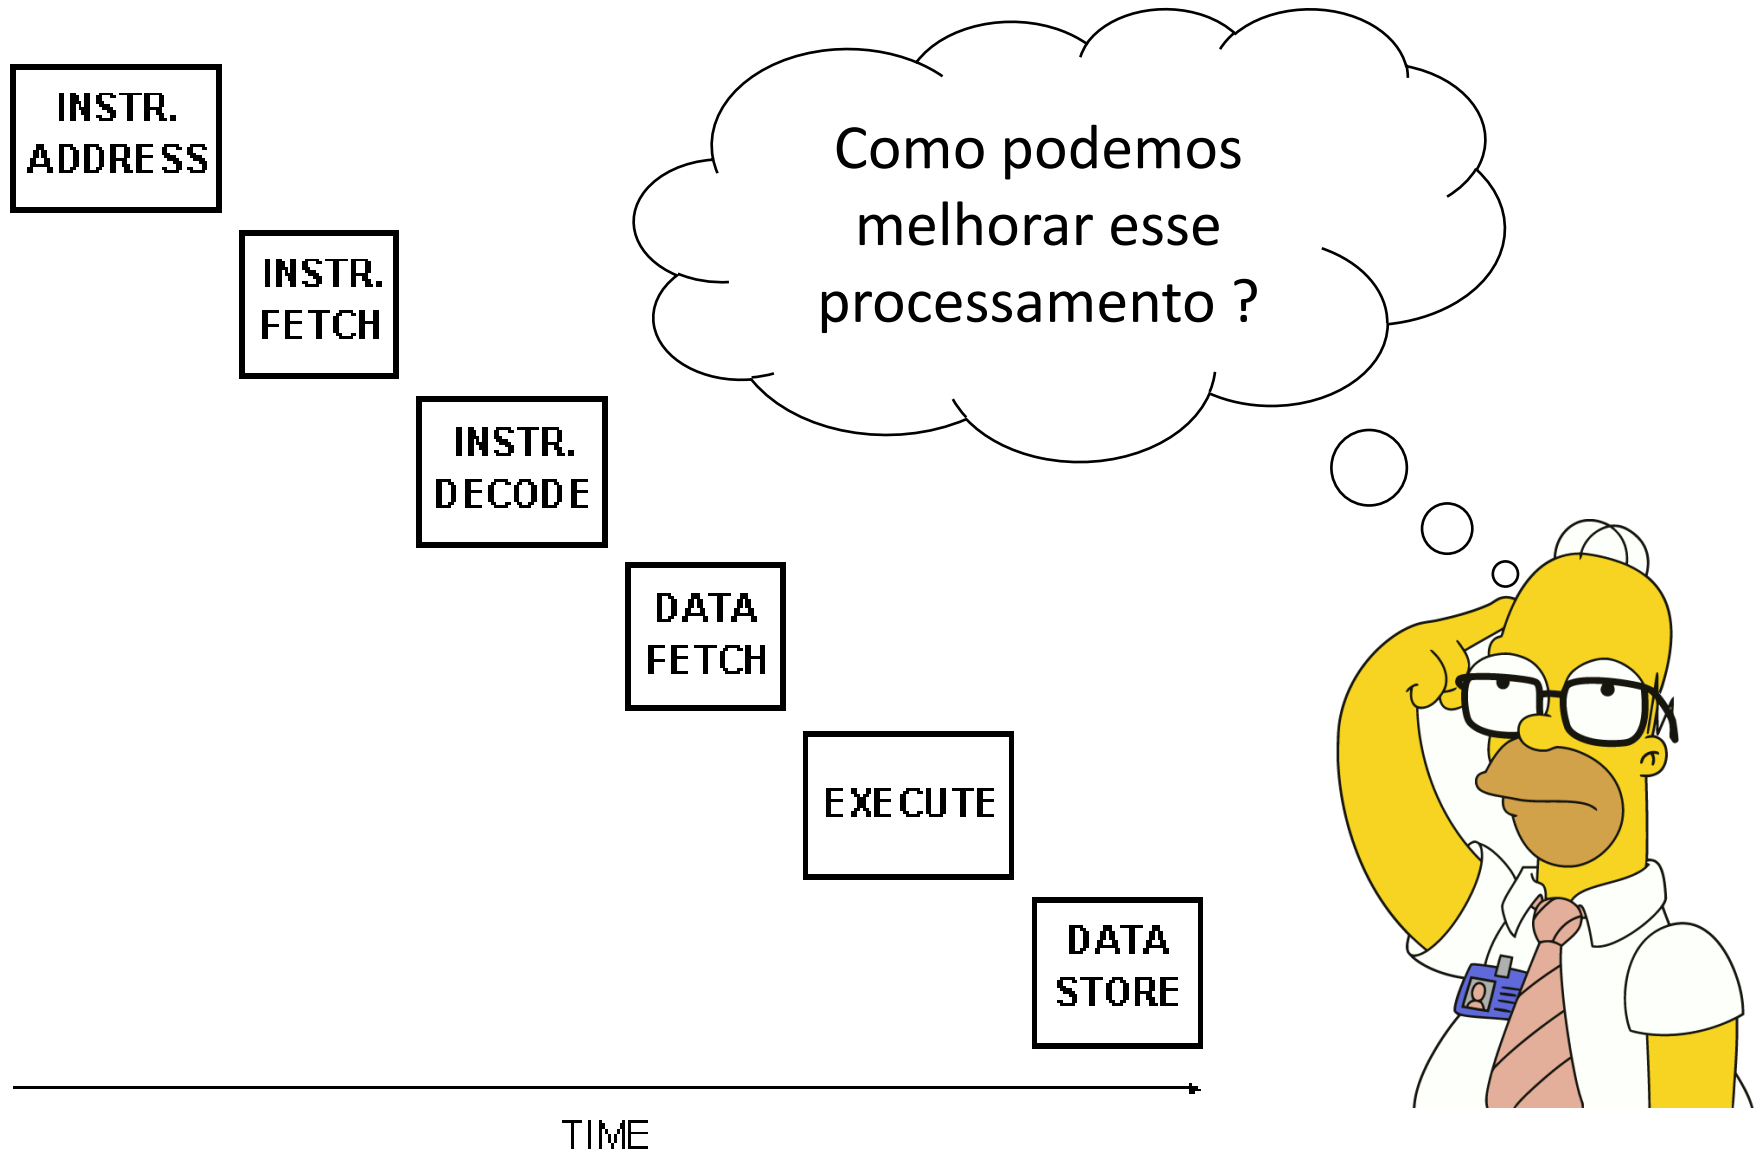 INSTR.
ADDRESS
INSTR.
FETCH
INSTR.
DECODE
DATA
FETCH
EXECUTE
DATA
STORE
TIME
Como podemos
melhorar esse
processamento ?